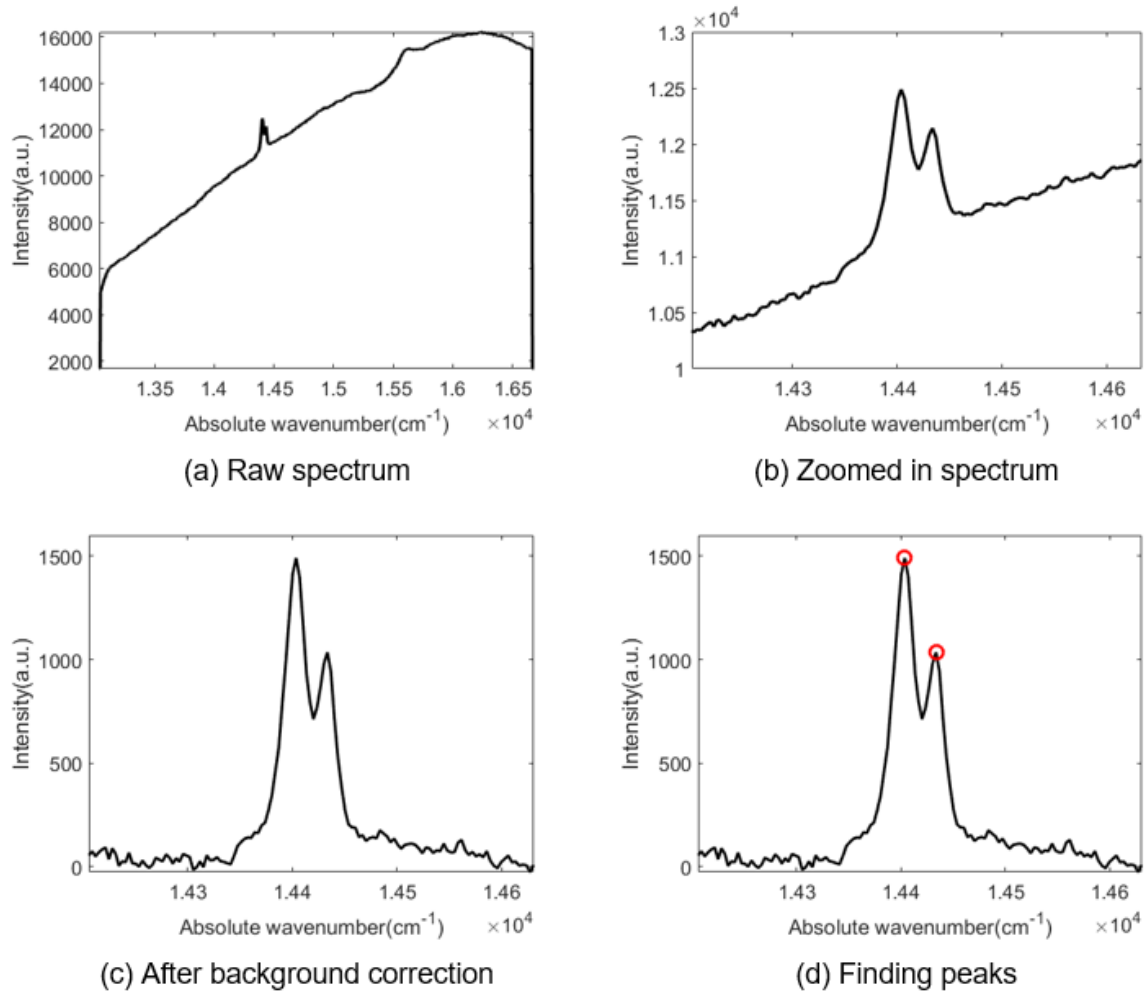 16000
14000
12000
10000
8000
6000
4000
2000
Intensity(a.u.)
1.35 1.4 1.45 1.5 1.55 1.6 1.65
Absolute wavenumber(cm⁻¹) ×10⁴
(a) Raw spectrum
×10⁴
1.3
1.25
1.2
1.15
1.1
1.05
1
Intensity(a.u.)
1.43 1.44 1.45 1.46
Absolute wavenumber(cm⁻¹) ×10⁴
(b) Zoomed in spectrum
1500
1000
500
0
Intensity(a.u.)
1.43 1.44 1.45 1.46
Absolute wavenumber(cm⁻¹) ×10⁴
(c) After background correction
1500
1000
500
0
Intensity(a.u.)
1.43 1.44 1.45 1.46
Absolute wavenumber(cm⁻¹) ×10⁴
(d) Finding peaks